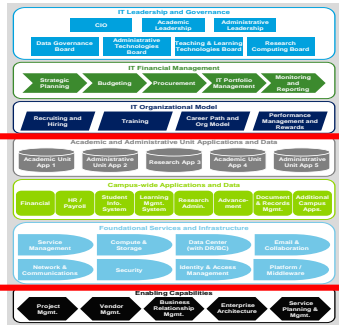 IT Leadership and Governance
CIO
Academic
Leadership
Administrative
Leadership
Data Governance
Board
Administrative
Technologies
Board
Teaching & Learning
Technologies Board
Research
Computing Board
IT Financial Management
Strategic
Planning
Budgeting
Procurement
IT Portfolio
Management
Monitoring
and
Reporting
IT Organizational Model
Recruiting and
Hiring
Training
Career Path and
Org Model
Performance
Management and
Rewards
Academic and Administrative Unit Applications and Data
Academic Unit
App 1
Administrative
Unit App 2
Research App 3
Academic Unit
App 4
Administrative
Unit App 5
Campus-wide Applications and Data
Financial
HR /
Payroll
Student
Info.
System
Learning
Mgmt.
System
Research
Admin.
Advance-
ment
Document
& Records
Mgmt.
Additional
Campus
Apps.
Foundational Services and Infrastructure
Service
Management
Compute &
Storage
Data Center
(with DR/BC)
Email &
Collaboration
Network &
Communications
Security
Identity & Access
Management
Platform /
Middleware
Enabling Capabilities
Project
Mgmt.
Vendor
Mgmt.
Business
Relationship
Mgmt.
Enterprise
Architecture
Service
Planning &
Mgmt.